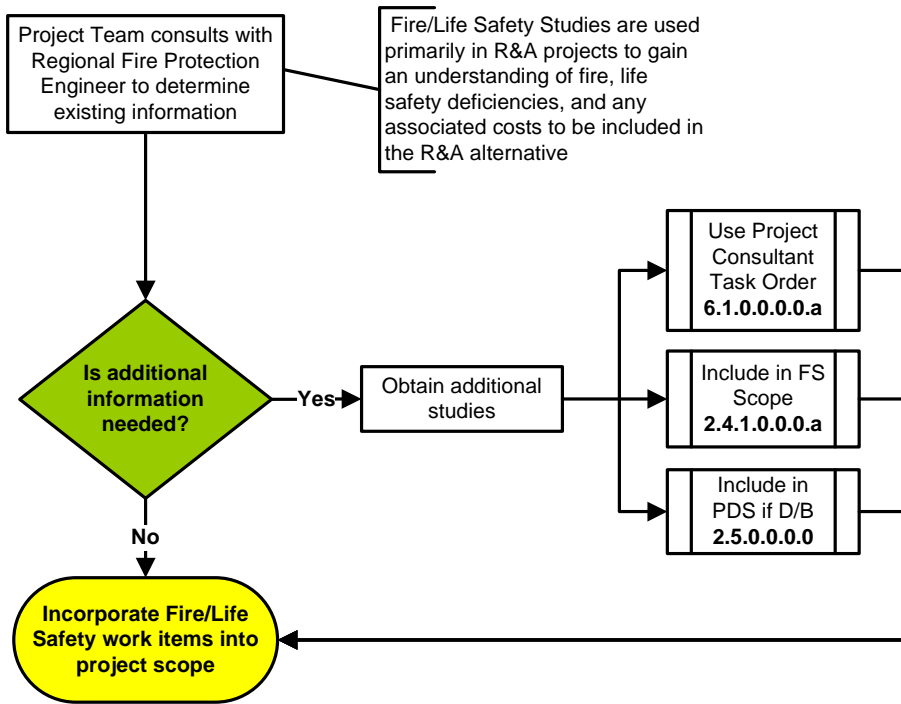 Project Team consults with
Regional Fire Protection
Engineer to determine
existing information
Fire/Life Safety Studies are used
primarily in R&A projects to gain
an understanding of fire, life
safety deficiencies, and any
associated costs to be included in
the R&A alternative
Is additional
information
needed?
Yes
Obtain additional
studies
Use Project
Consultant
Task Order
6.1.0.0.0.0.a
Include in FS
Scope
2.4.1.0.0.0.a
Include in
PDS if D/B
2.5.0.0.0.0
No
Incorporate Fire/Life
Safety work items into
project scope